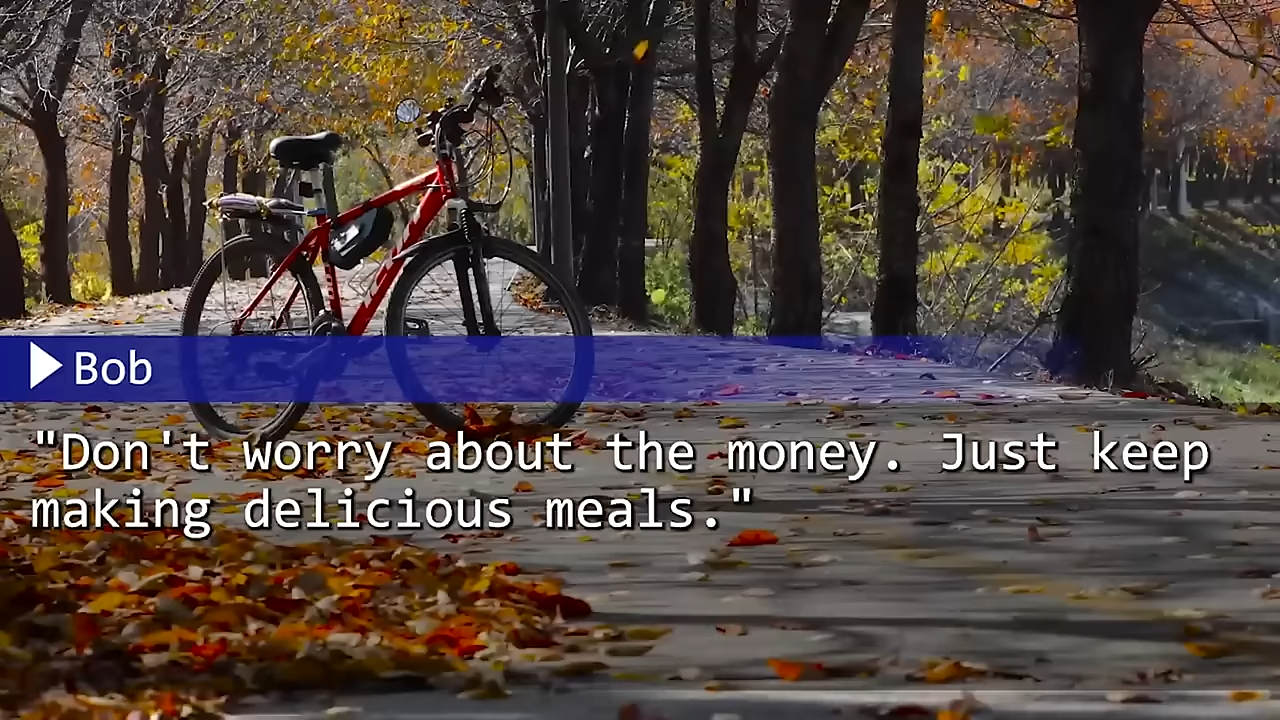 Bob
"Don't worry about the money. Just keep
making delicious meals."